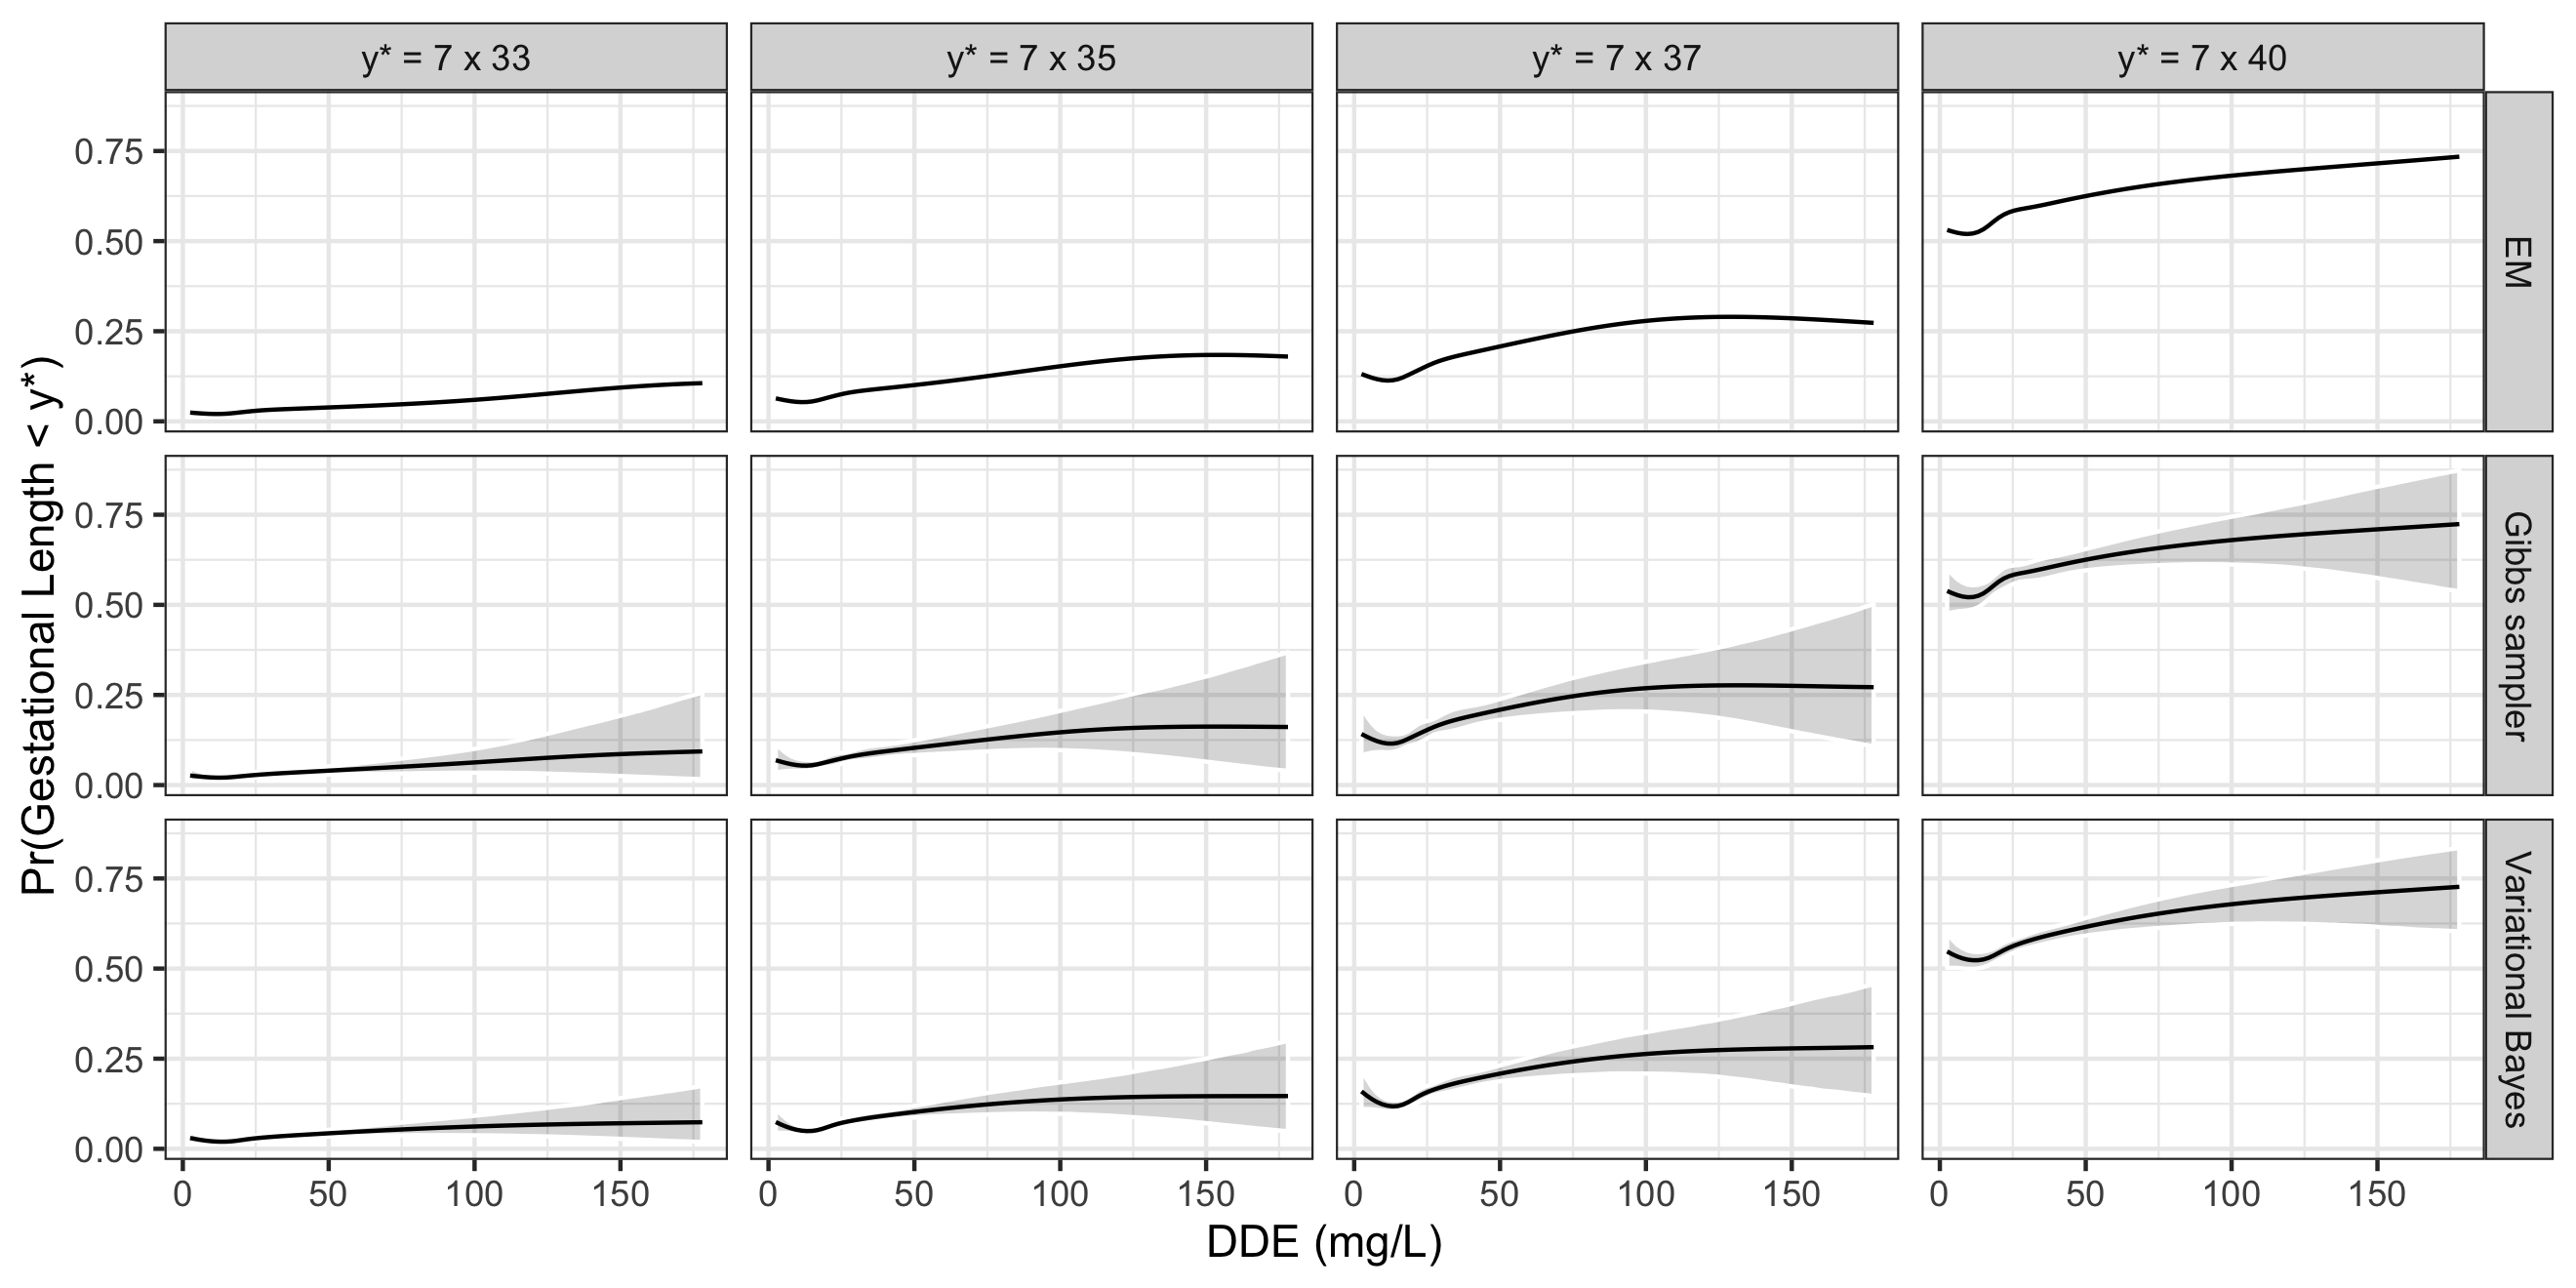 y* = 7 x 33
y* = 7 x 35
y* = 7 x 37
y* = 7 x 40
Pr(Gestational Length < y*)
0.75
0.50
0.25
0.00
EM
0.75
0.50
0.25
0.00
Gibbs sampler
0.75
0.50
0.25
0.00
Variational Bayes
0 50 100 150
0 50 100 150
0 50 100 150
0 50 100 150
DDE (mg/L)